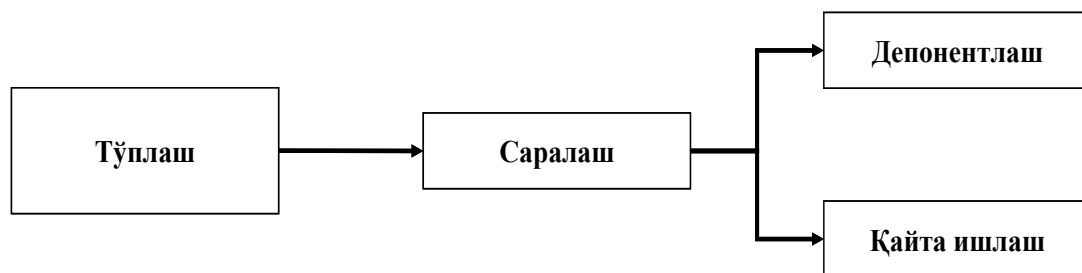 Тўплаш
Саралаш
Депонентлаш
Қайта ишлаш